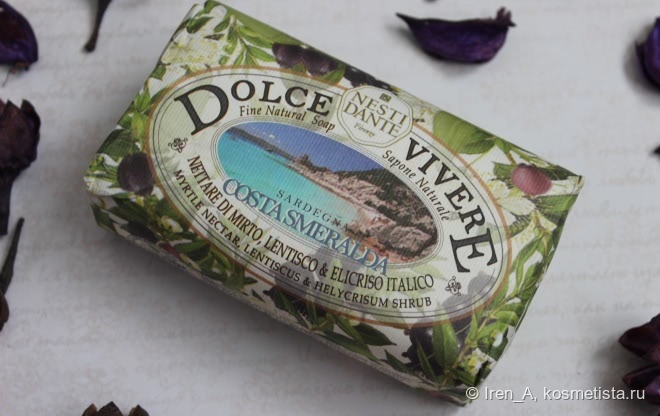 DOLCE
Fine Natural Soap
NESTI
DANTE
Firenze
VIVERE
Sapone Naturale
SARDEGNA
COSTA SMERALDA
NETTARE DI MIRTO, LENTISCO & ELICRISO ITALICO
MYRTLE NECTAR, LENTISCUS & HELYCRISUM SHRUB
© Iren_A, kosmetista.ru